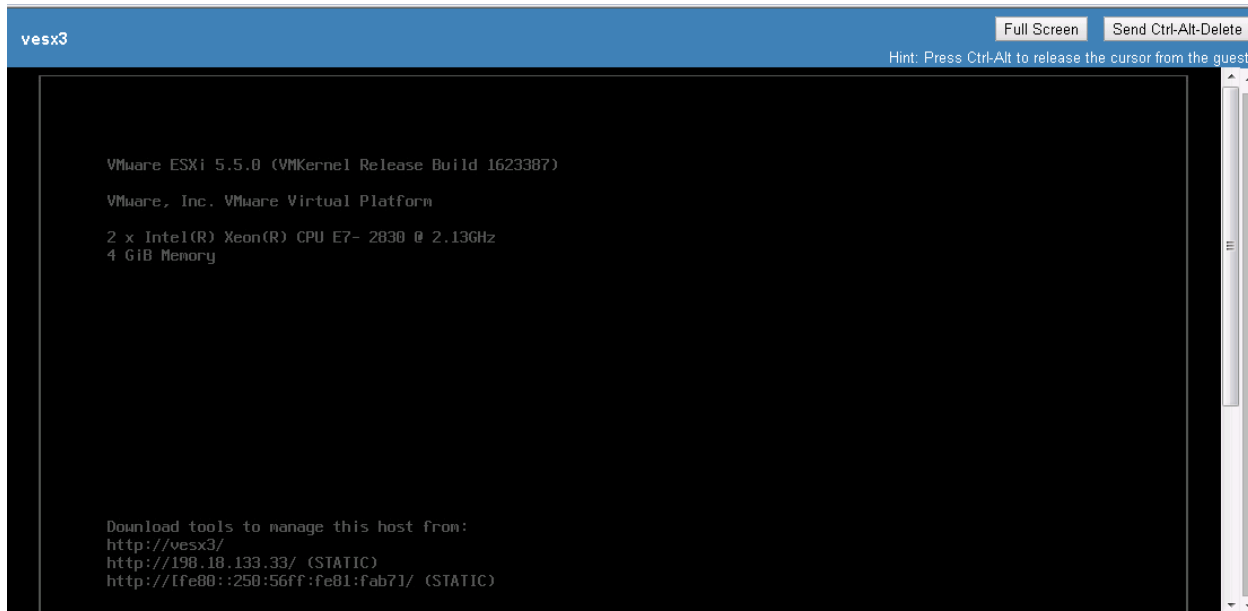 vesx3
Full Screen
Send Ctrl-Alt-Delete
Hint: Press Ctrl-Alt to release the cursor from the guest
VMware ESXi 5.5.0 (VMKernel Release Build 1623387)
VMware, Inc. VMware Virtual Platform
2 x Intel(R) Xeon(R) CPU E7- 2830 @ 2.13GHz
4 GiB Memory
Download tools to manage this host from:
http://vesx3/
http://198.18.133.33/ (STATIC)
http://[fe80::250:56ff:fe81:fab7]/ (STATIC)